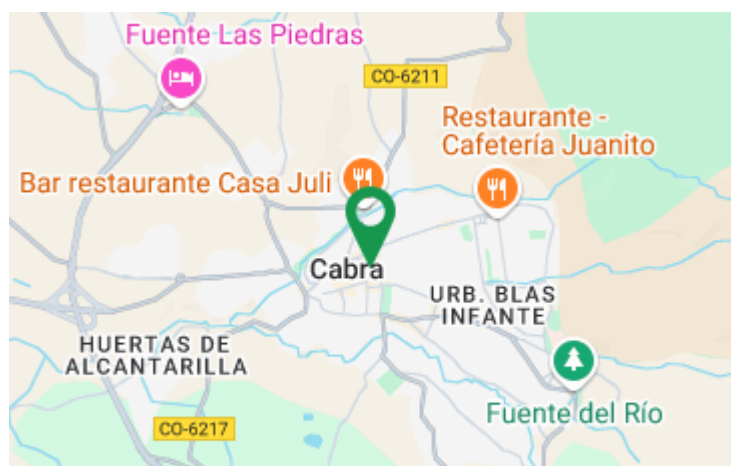 Fuente Las Piedras
CO-6211
Restaurante -
Cafetería Juanito
Bar restaurante Casa Juli
Cabra
URB. BLAS
INFANTE
HUERTAS DE
ALCANTARILLA
Fuente del Río
CO-6217